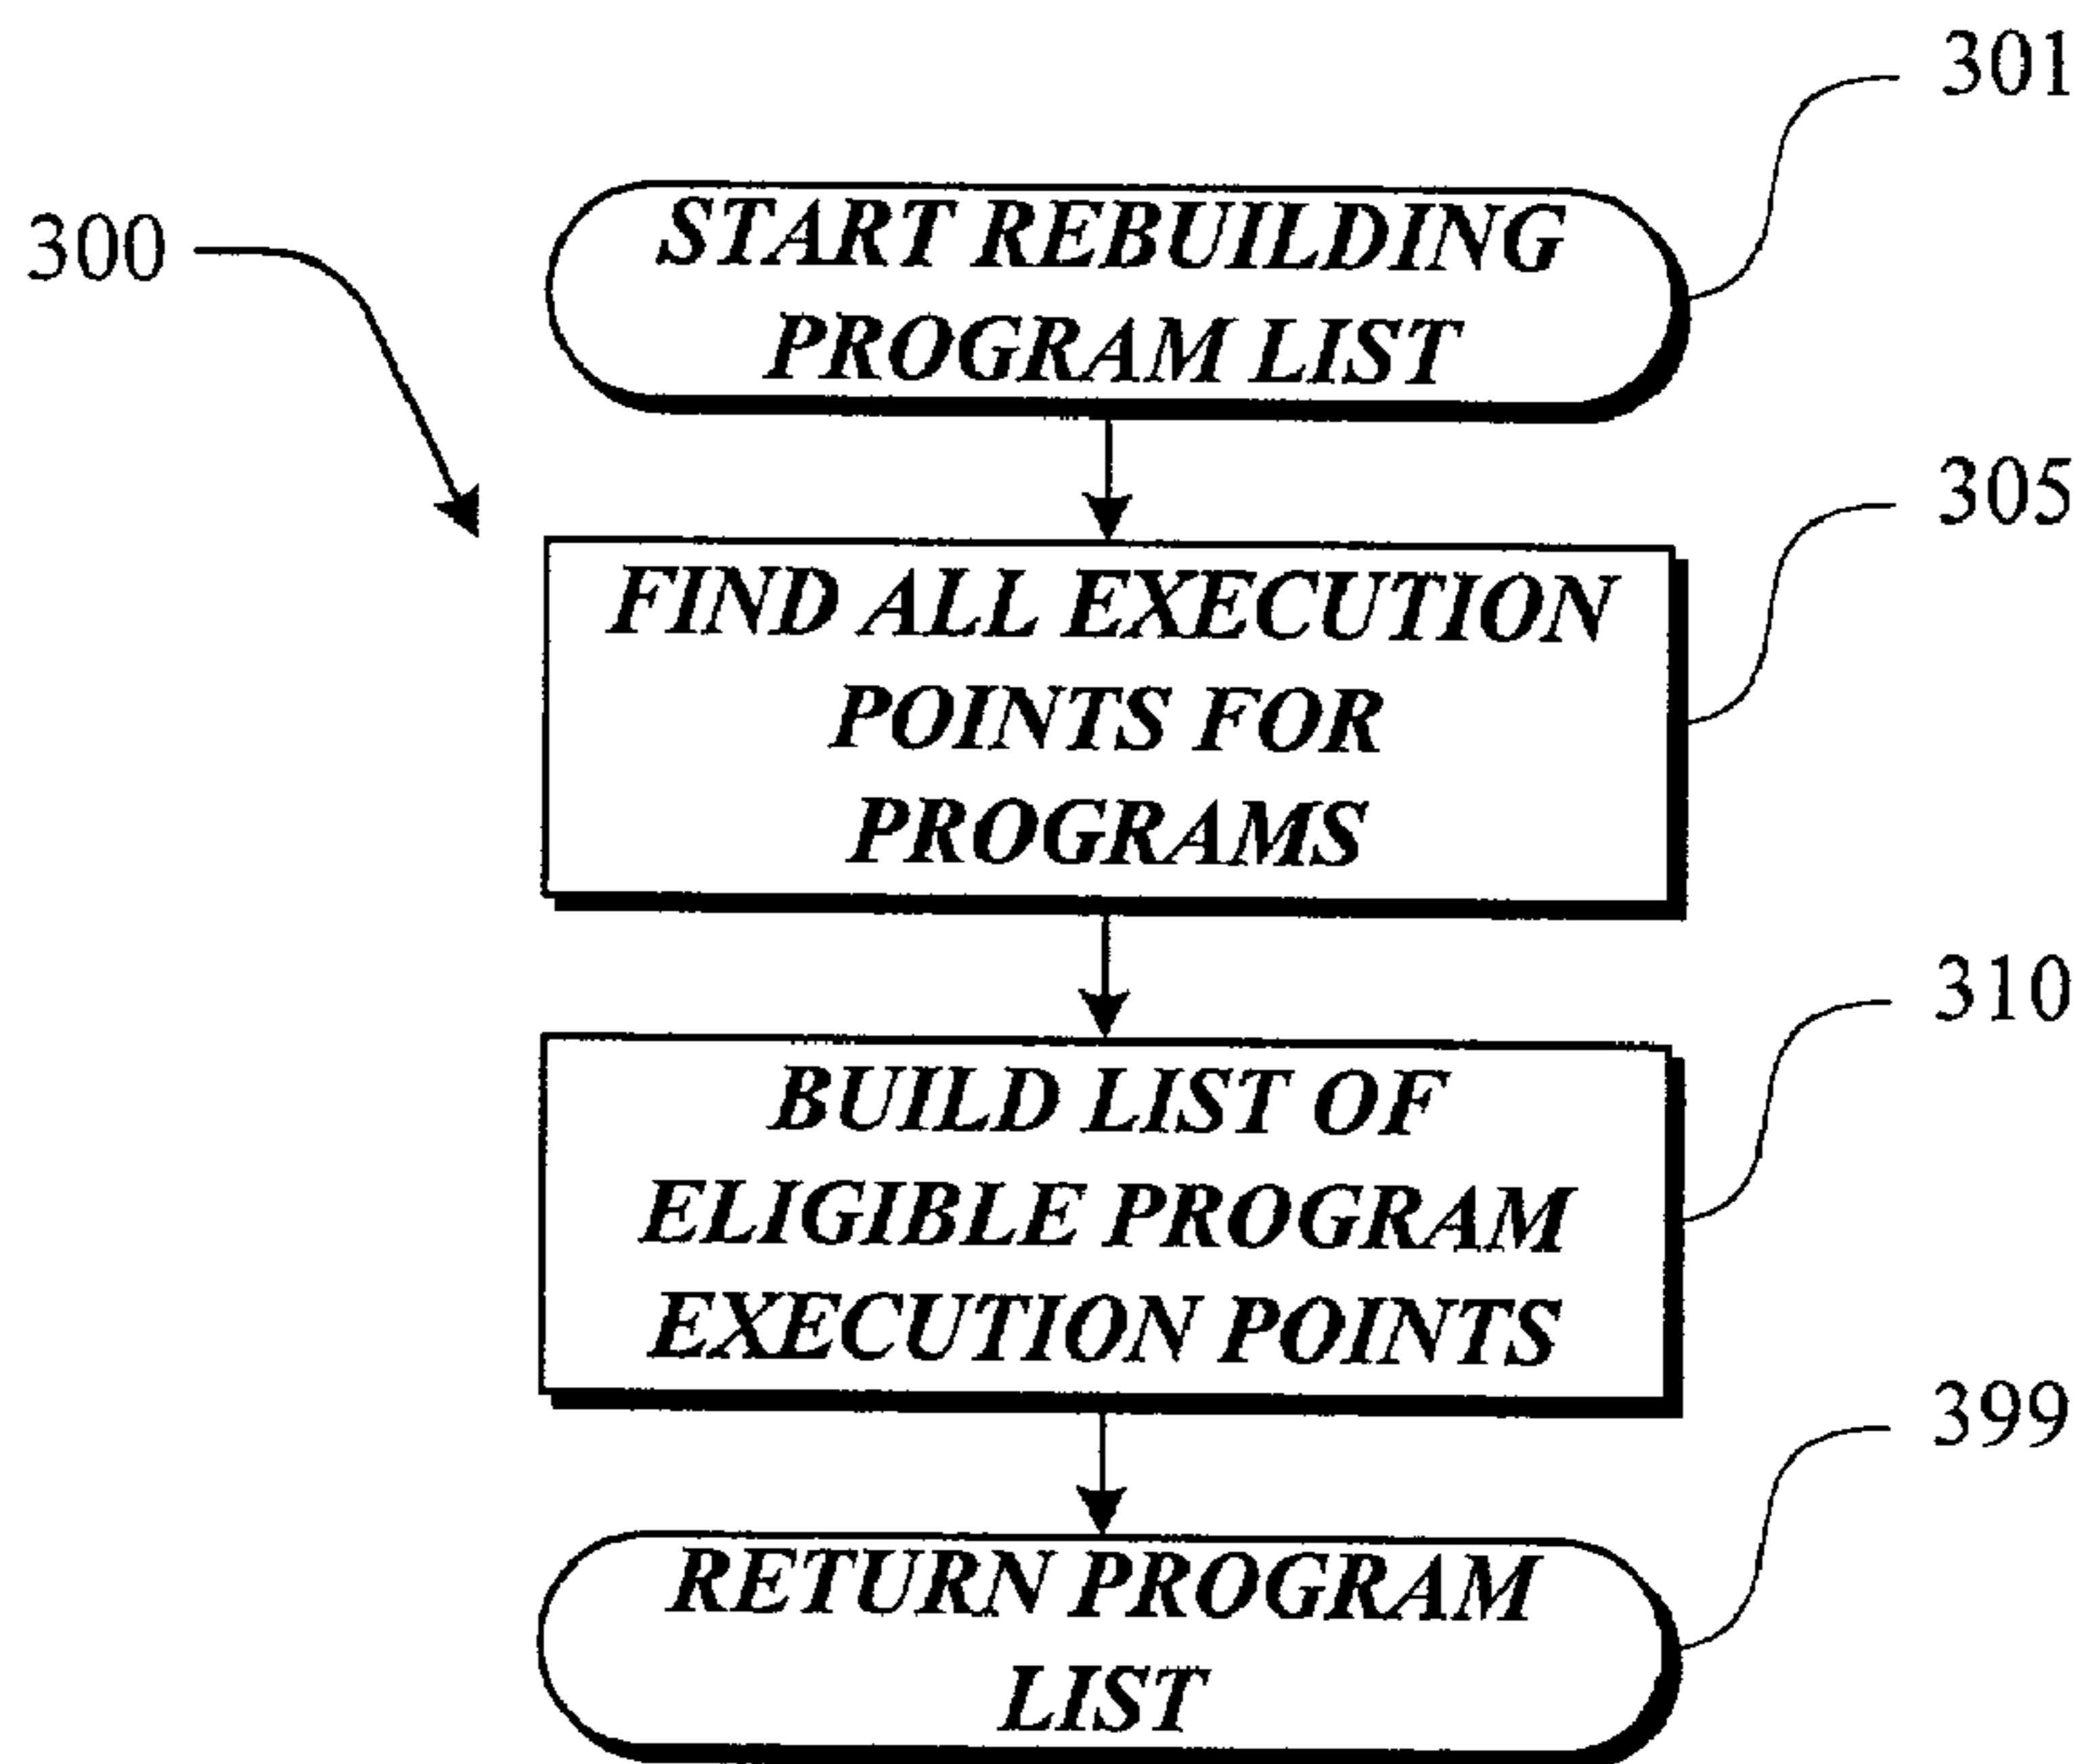 301
300
START REBUILDING
PROGRAM LIST
305
FIND ALL EXECUTION
POINTS FOR
PROGRAMS
310
BUILD LIST OF
ELIGIBLE PROGRAM
EXECUTION POINTS
399
RETURN PROGRAM
LIST